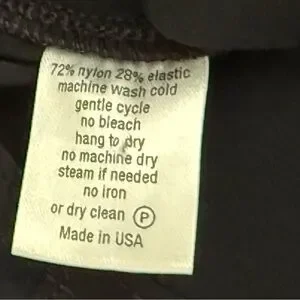 72% nylon 28% elastic
machine wash cold
gentle cycle
no bleach
hang to dry
no machine dry
steam if needed
no iron
or dry clean Ⓟ
Made in USA